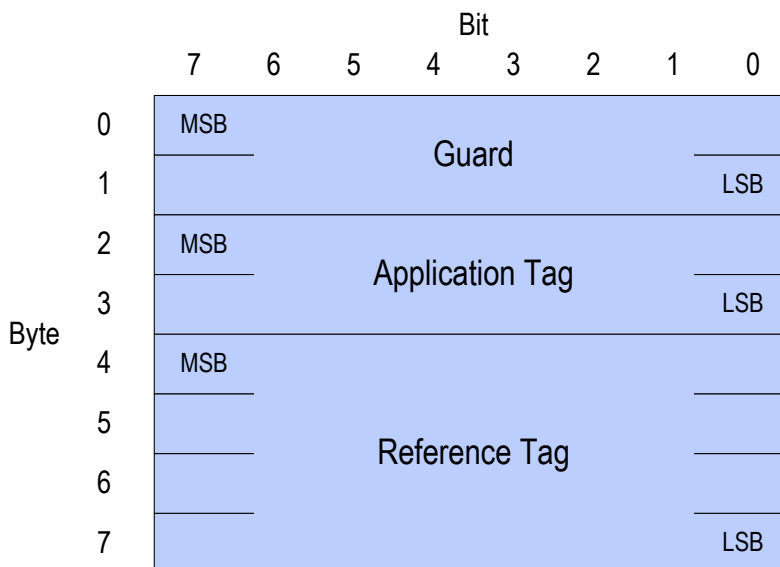 Bit
7 6 5 4 3 2 1 0
0 MSB
Guard
1 LSB
2 MSB
Application Tag
3 LSB
Byte
4 MSB
5
Reference Tag
6
7 LSB